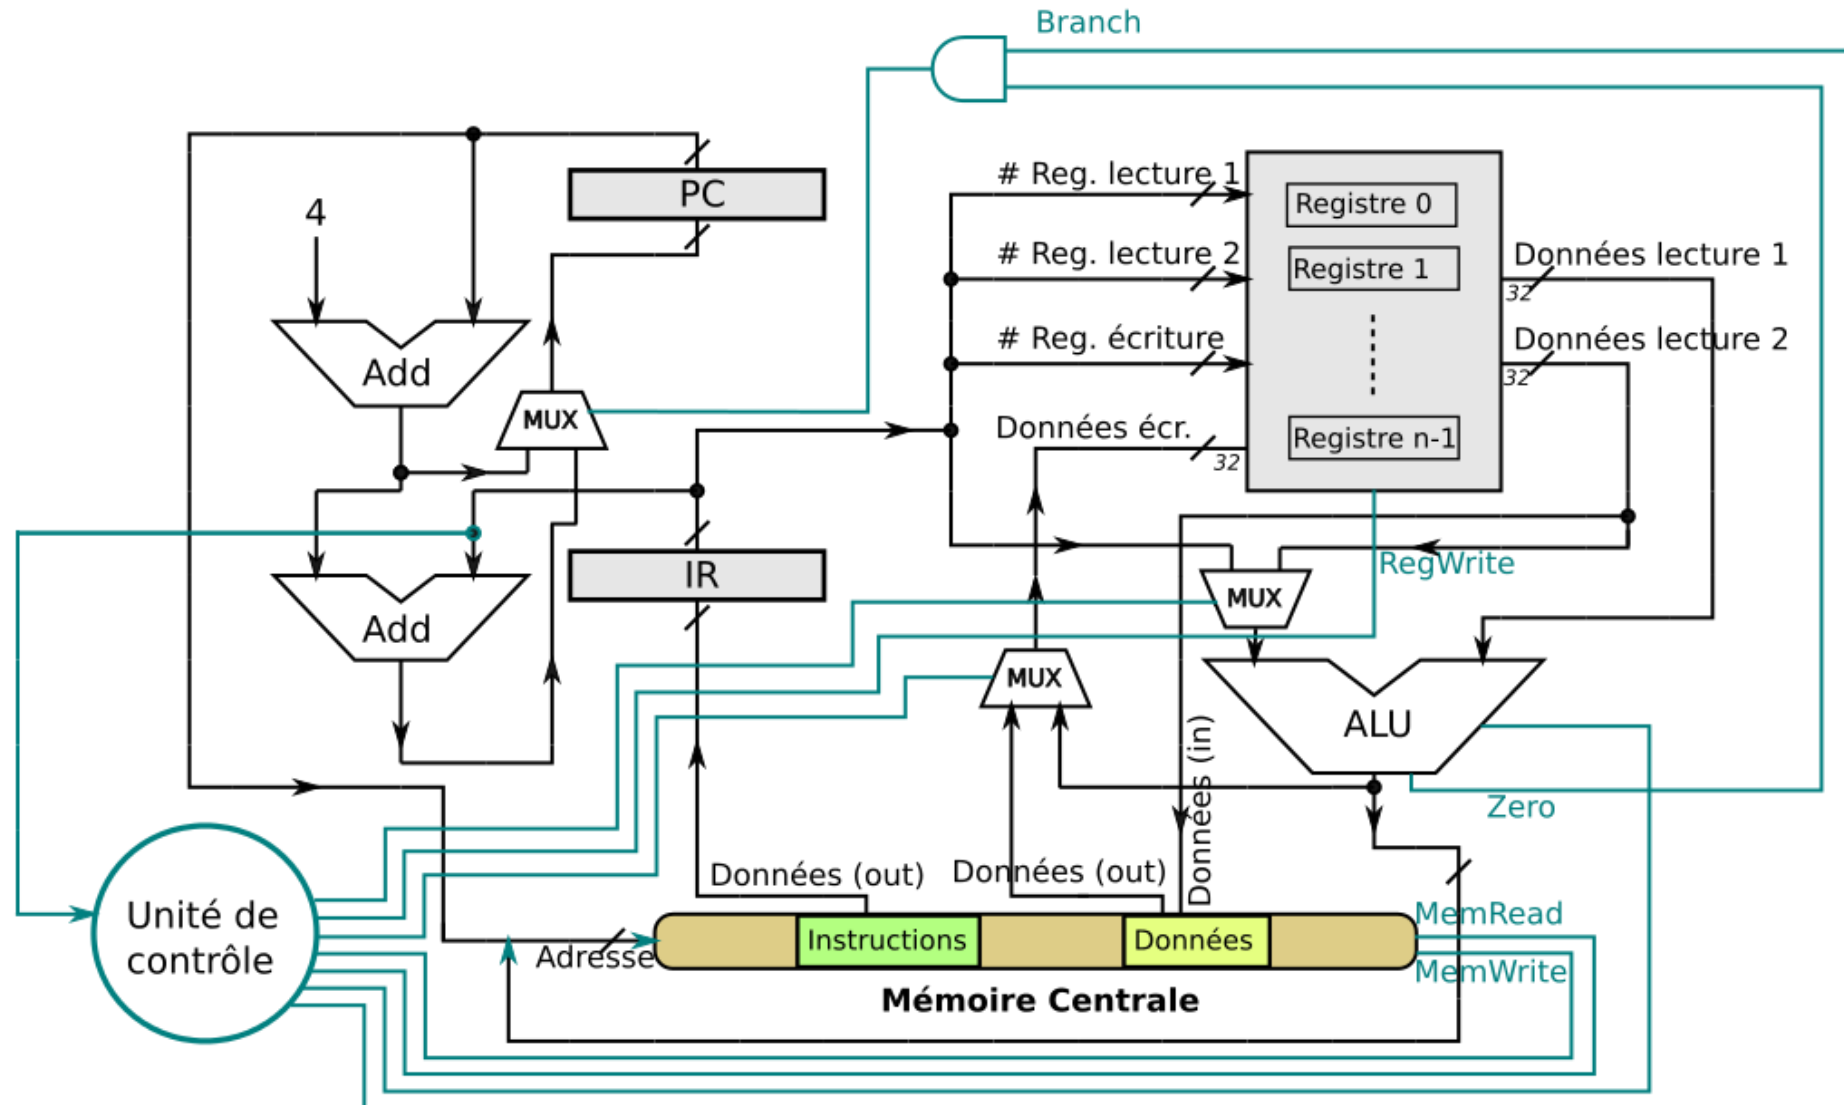 Branch
# Reg. lecture 1
PC
Registre 0
4
# Reg. lecture 2
Données lecture 1
Registre 1
32
# Reg. écriture
Données lecture 2
Add
32
MUX
Données écr.
Registre n-1
32
IR
RegWrite
MUX
Add
MUX
ALU
Données (in)
Zero
Données (out)
Données (out)
Unité de
contrôle
MemRead
Instructions
Données
Adresse
MemWrite
Mémoire Centrale